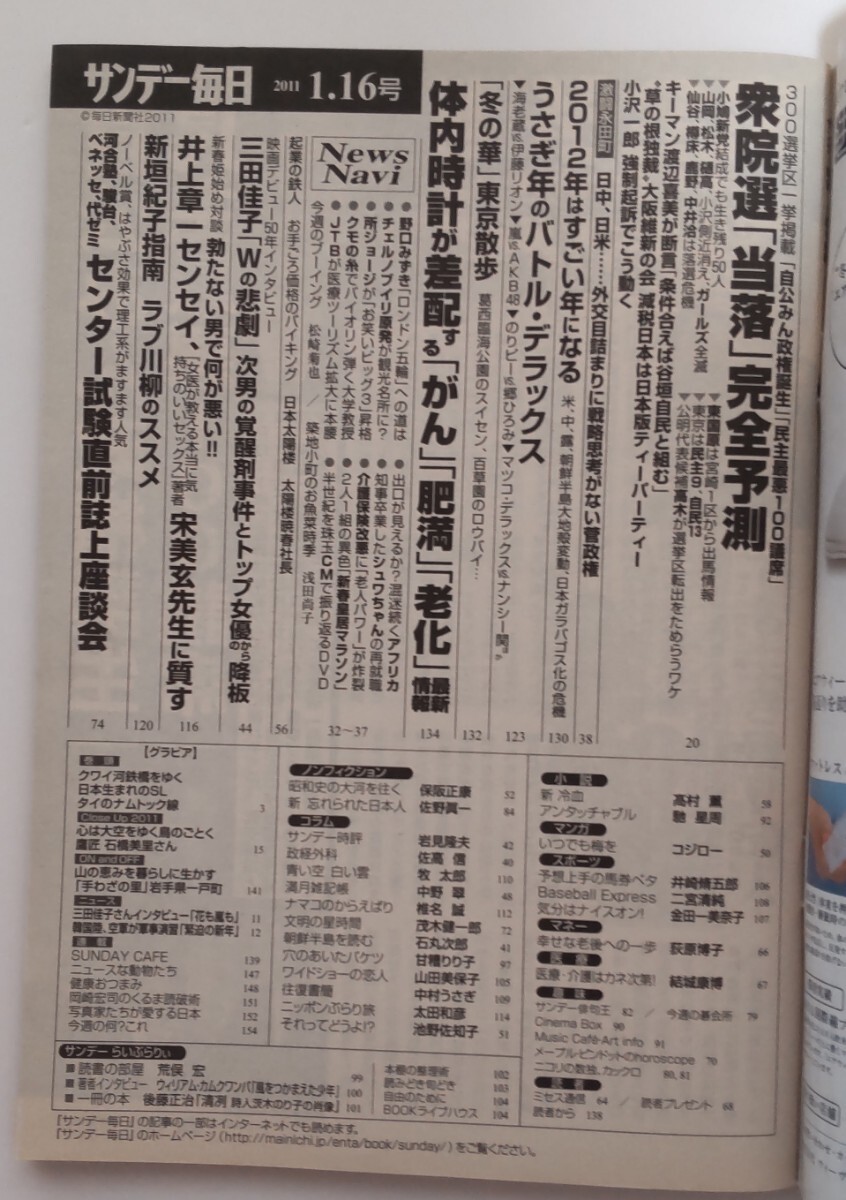 サンデー毎日 2011 1.16号
©毎日新聞社2011
300選挙区一挙掲載「自公みん政権誕生」「民主最悪100議席」
衆院選「当落」完全予測
▼小鳩新党結成でも生き残り50人
▼山岡、松木、樋高、小沢側近消え、ガールズ全滅
▼仙谷、樽床、鹿野、中井洽は落選危機
▼東国原は宮崎1区から出馬情報
▼東京は民主9・自民13
▼公明代表候補高木が選挙区転出をためらうワケ
キーマン渡辺喜美が断言「条件合えば谷垣自民と組む」
“草の根独裁”大阪維新の会 減税日本は日本版ティーパーティー
小沢一郎 強制起訴でこう動く
20
激闘永田町 日中、日米……外交目詰まりに戦略思考がない菅政権
38
2012年はすごい年になる 米、中、露、朝鮮半島大地殻変動、日本ガラパゴス化の危機
130
うさぎ年のバトル・デラックス
▼海老蔵vs.伊藤リオン▼嵐vs.AKB48▼のりピーvs.郷ひろみ▼マツコ・デラックスvs.ナンシー関
123
「冬の華」東京散歩 葛西臨海公園のスイセン、百草園のロウバイ…
132
体内時計が差配する「がん」「肥満」「老化」最新情報
134
News Navi
●野口みずき「ロンドン五輪」への道は
●チェルノブイリ原発が観光名所に?
●所ジョージが「お笑いビッグ3」昇格
●クモの糸でバイオリン弾く大学教授
●JTBが医療ツーリズム拡大に本腰
●出口が見えるか?混迷続くアフリカ
●知事卒業したシュワちゃんの再就職
●介護保険改悪に「老人パワー」が炸裂
●2人1組の異色「新春皇居マラソン」
●半世紀を珠玉CMで振り返るDVD
今週のブーイング 松崎菊也 / 築地小町のお魚菜時季 浅田尚子
32〜37
起業の鉄人 お手ごろ価格のバイキング 日本太陽楼 太陽楼暁春社長
56
映画デビュー50年インタビュー
三田佳子「Wの悲劇」次男の覚醒剤事件とトップ女優からの降板
44
新春姫始め対談 勃たない男で何が悪い!!
井上章一センセイ、「女医が教える本当に気持ちのいいセックス」著者 宋美玄先生に質す
116
新垣紀子指南 ラブ川柳のススメ
120
ノーベル賞、はやぶさ効果で理工系がますます人気
河合塾、駿台、ベネッセ、代ゼミ センター試験直前誌上座談会
74
【グラビア】
巻頭
クワイ河鉄橋をゆく
日本生まれのSL
タイのナムトック線 3
Close Up 2011
心は大空をゆく鳥のごとく
鷹匠 石橋美里さん 15
ON and OFF
山の恵みを暮らしに生かす
「手わざの里」岩手県一戸町 141
ニュース
三田佳子さんインタビュー「花も嵐も」 11
韓国陸、空軍が軍事演習「緊迫の新年」 12
連載
SUNDAY CAFE 139
ニュースな動物たち 147
健康おつまみ 148
岡崎宏司のくるま読破術 151
写真家たちが愛する日本 152
今週の何?これ 154
ノンフィクション
昭和史の大河を往く 保阪正康 52
新 忘れられた日本人 佐野眞一 84
コラム
サンデー時評 岩見隆夫 42
政経外科 佐高 信 40
青い空 白い雲 牧 太郎 110
満月雑記帳 中野 翠 48
ナマコのからえばり 椎名 誠 112
文明の星時間 茂木健一郎 72
朝鮮半島を読む 石丸次郎 41
穴のあいたバケツ 甘糟りり子 97
ワイドショーの恋人 山田美保子 105
往復書簡 中村うさぎ 109
ニッポンぶらり旅 太田和彦 114
それってどうよ!? 池野佐知子 51
小説
新 冷血 髙村 薫 58
アンタッチャブル 馳 星周 92
マンガ
いつでも梅を コジロー 50
スポーツ
予想上手の馬券ベタ 井崎脩五郎 106
Baseball Express 二宮清純 108
気分はナイスオン! 金田一美奈子 107
マネー
幸せな老後への一歩 荻原博子 66
医療
医療・介護はカネ次第! 結城康博 67
趣味
サンデー俳句王 82 / 今週の碁会所 79
Cinema Box 90
Music Café·Art info 91
メープル・ピンドットのhoroscope 70
ニコリの数独、カックロ 80, 81
読者
ミセス通信 64 / 読者プレゼント 68
読者から 138
サンデーらいぶらりぃ
■読書の部屋 荒俣 宏 99
■著者インタビュー ウィリアム・カムクワンバ『風をつかまえた少年』 100
■一冊の本 後藤正治『清冽 詩人茨木のり子の肖像』 101
本棚の整理術 102
読みどき旬どき 103
自由のために 104
BOOKライブハウス 104
『サンデー毎日』の記事の一部はインターネットでも読めます。
『サンデー毎日』のホームページ（http://mainichi.jp/enta/book/sunday/）をご覧ください。